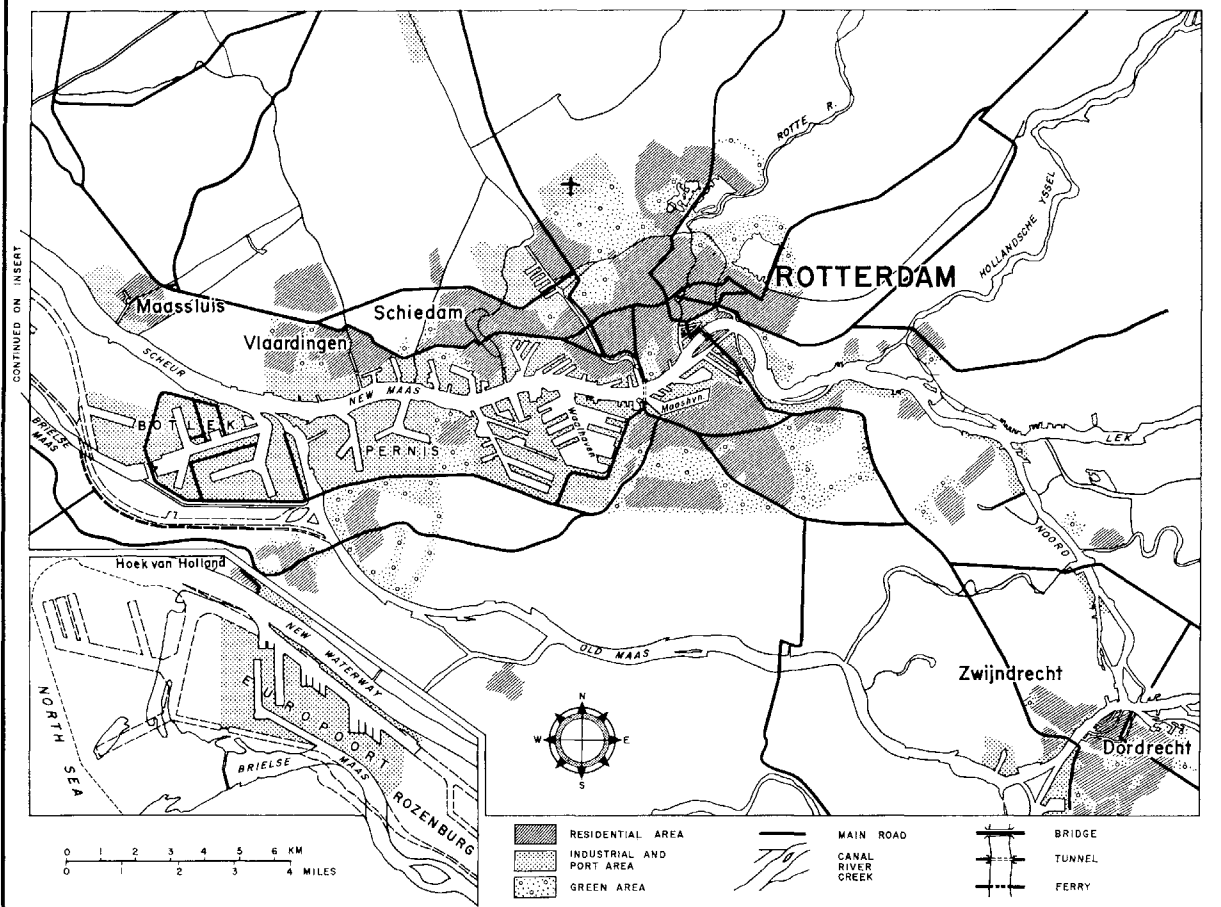 ROTTE R.
HOLLANDSCHE YSSEL
CONTINUED ON INSERT
ROTTERDAM
Maassluis
Schiedam
Vlaardingen
SCHEUR
NEW MAAS
Maashvn.
Waalhaven
BOTLEK
PERNIS
BRIELSE
MAAS
LEK
NOORD
Hoek van Holland
NEW WATERWAY
OLD MAAS
Zwijndrecht
EUROPOORT
NORTH SEA
N
W E
S
Dordrecht
BRIELSE MAAS
ROZENBURG
RESIDENTIAL AREA
INDUSTRIAL AND
PORT AREA
GREEN AREA
MAIN ROAD
CANAL
RIVER
CREEK
BRIDGE
TUNNEL
FERRY
0 1 2 3 4 5 6 KM
0 1 2 3 4 MILES